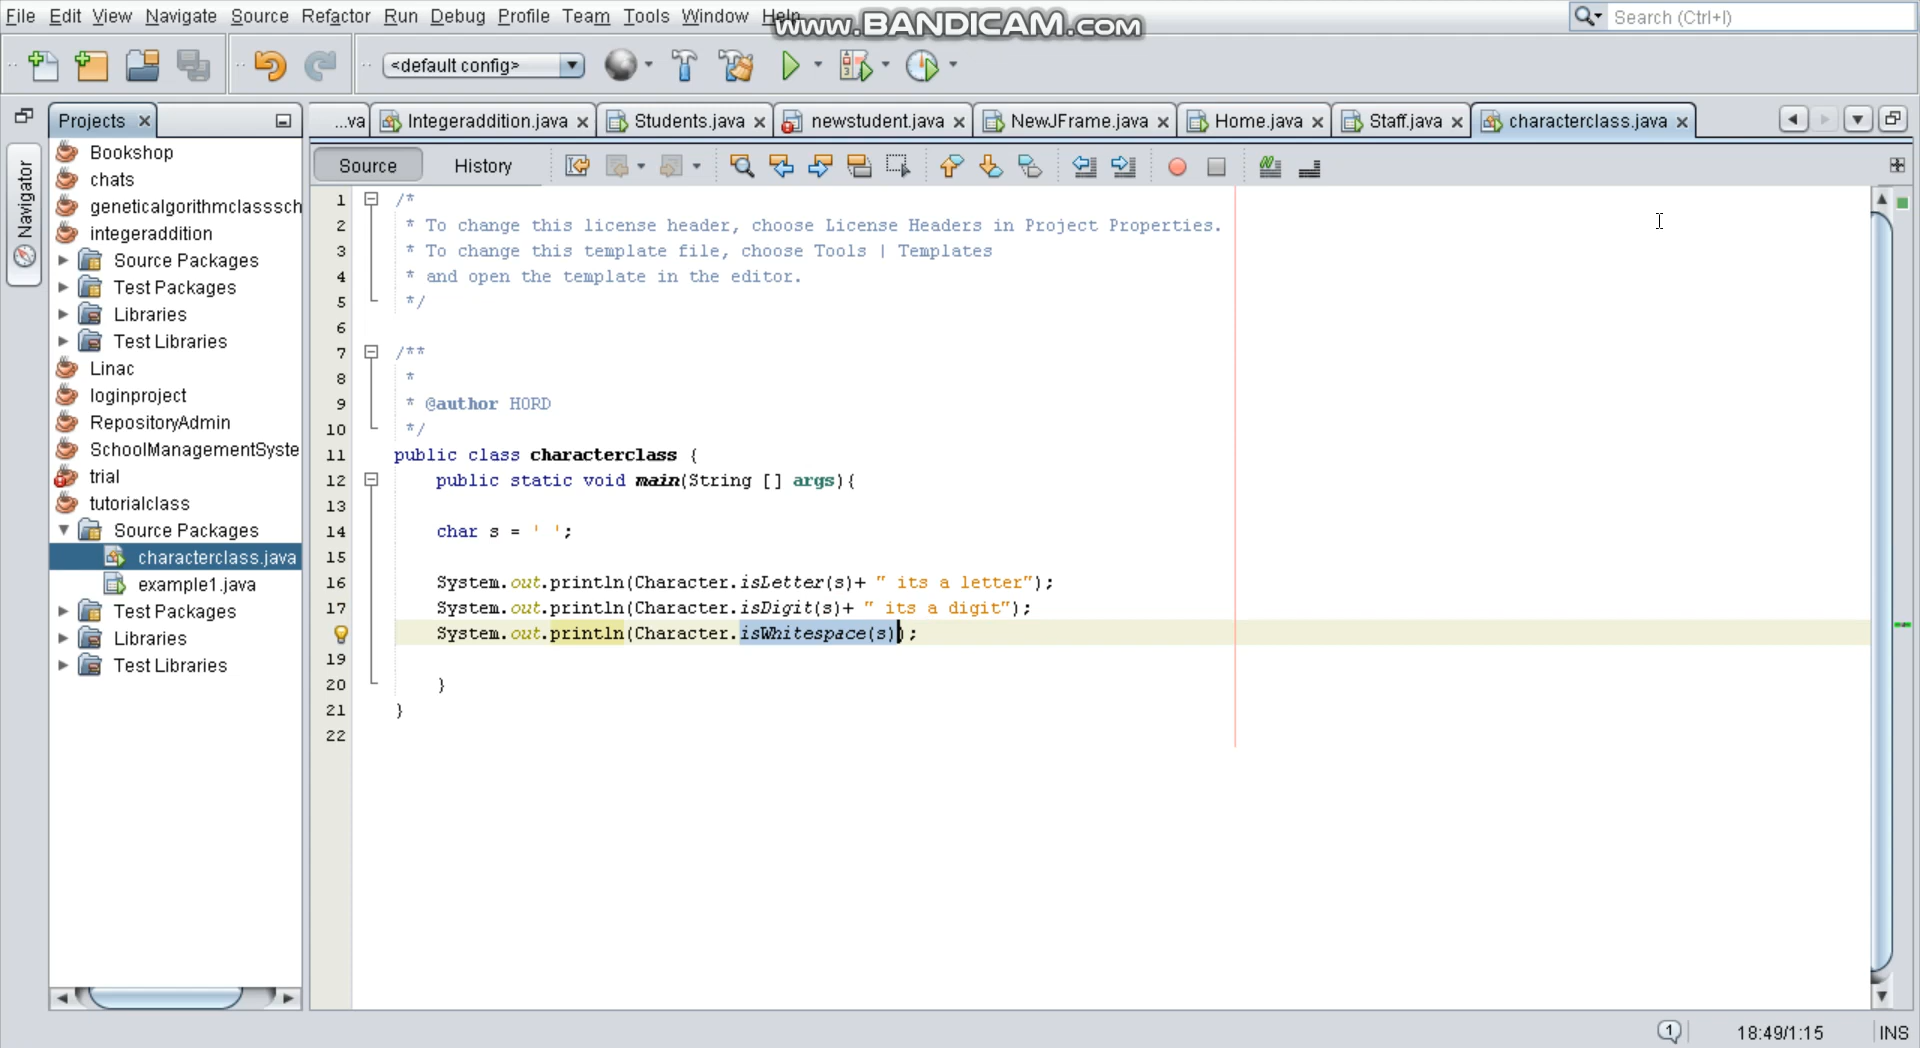 File Edit View Navigate Source Refactor Run Debug Profile Team Tools Window Help
www.BANDICAM.com
Search (Ctrl+I)
<default config>
Projects
...va Integeraddition.java Students.java newstudent.java NewJFrame.java Home.java Staff.java characterclass.java
Source History
Navigator
Bookshop
chats
geneticalgorithmclasssch
integeraddition
Source Packages
Test Packages
Libraries
Test Libraries
Linac
loginproject
RepositoryAdmin
SchoolManagementSyste
trial
tutorialclass
Source Packages
characterclass.java
example1.java
Test Packages
Libraries
Test Libraries
1 /*
2 * To change this license header, choose License Headers in Project Properties.
3 * To change this template file, choose Tools | Templates
4 * and open the template in the editor.
5 */
6
7 /**
8 *
9 * @author HORD
10 */
11 public class characterclass {
12 public static void main(String [] args){
13
14 char s = ' ';
15
16 System.out.println(Character.isLetter(s)+ " its a letter");
17 System.out.println(Character.isDigit(s)+ " its a digit");
System.out.println(Character.isWhitespace(s));
19
20 }
21 }
22
1
18:49/1:15 INS